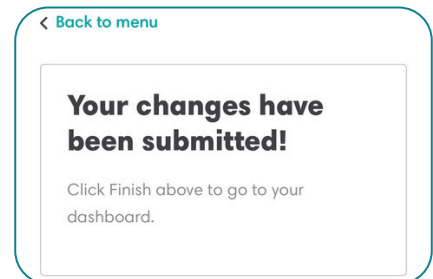 Back to menu
Your changes have
been submitted!
Click Finish above to go to your
dashboard.